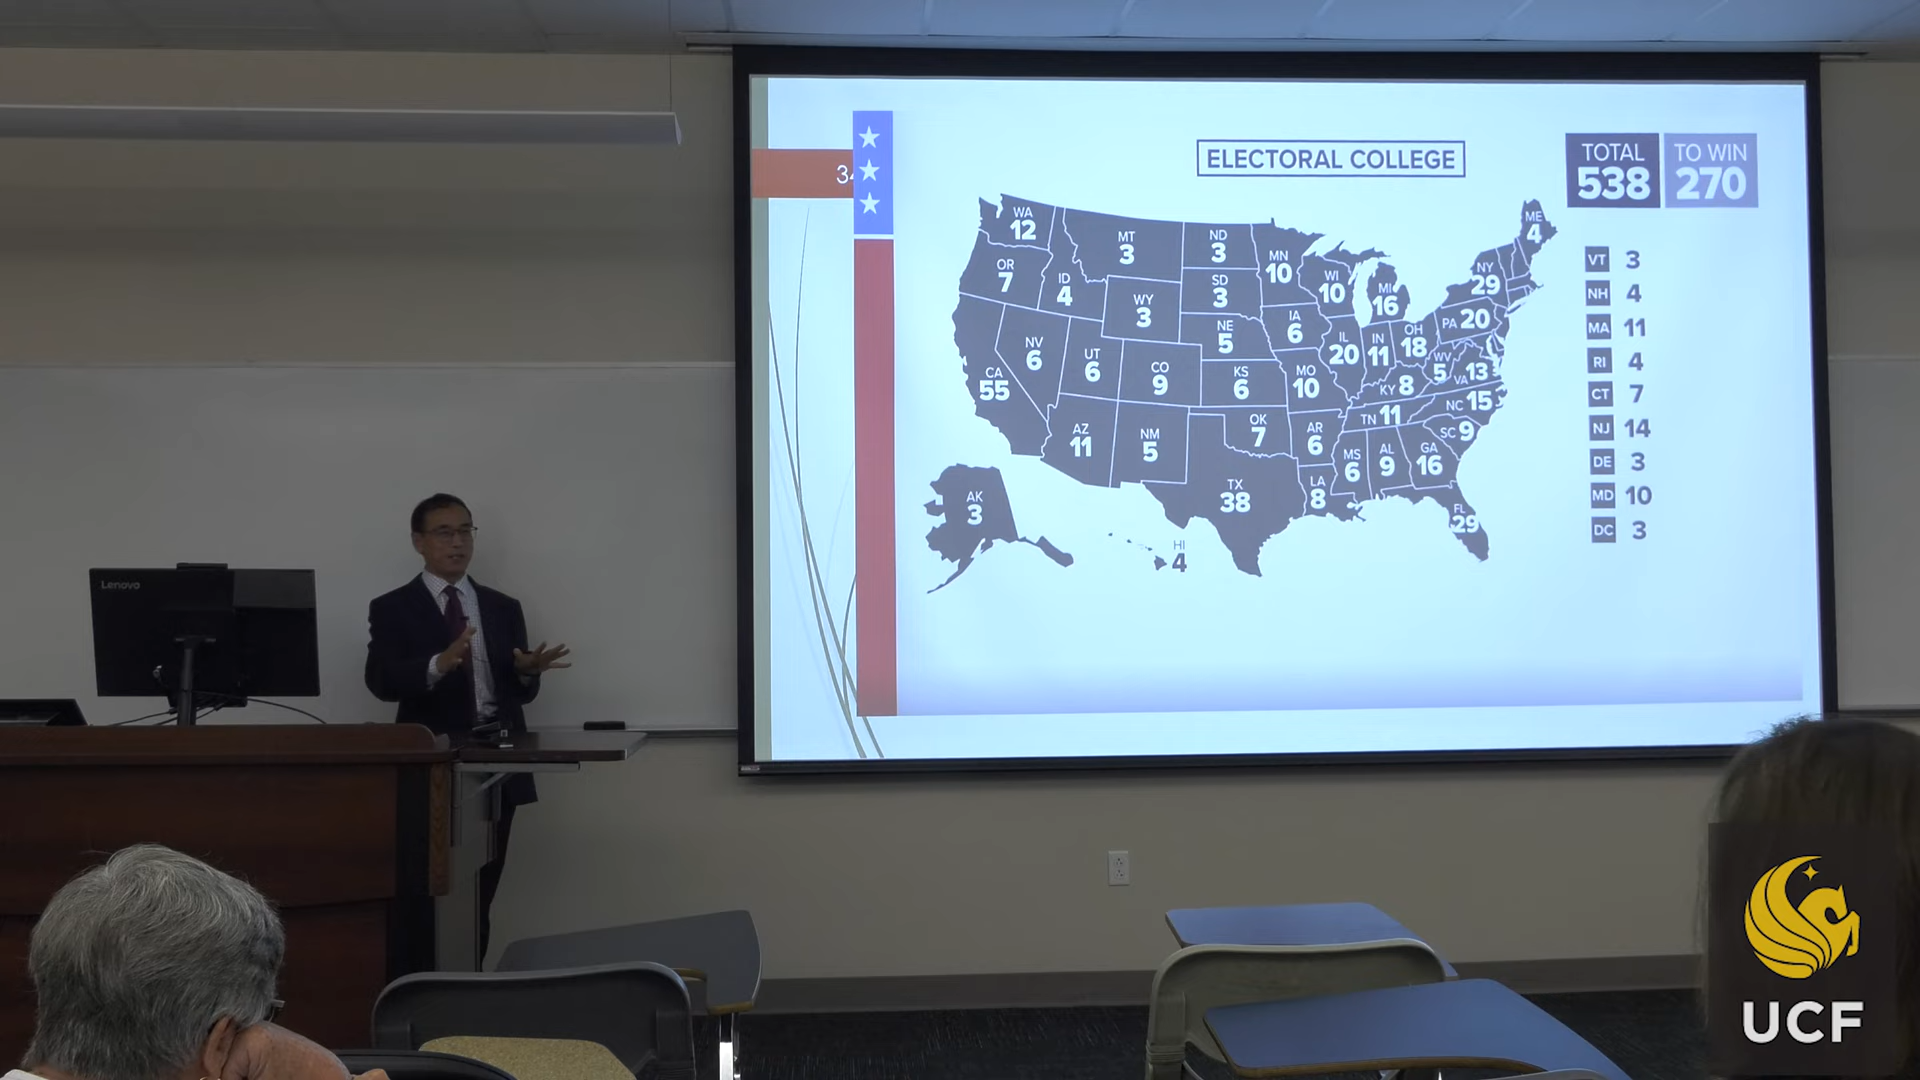 Lenovo
34
ELECTORAL COLLEGE
TOTAL
538
TO WIN
270
WA
12
OR
7
ID
4
MT
3
ND
3
SD
3
WY
3
NE
5
MN
10
WI
10
MI
16
IA
6
NV
6
UT
6
CO
9
CA
55
KS
6
MO
10
IL
20
IN
11
OH
18
PA 20
NY
29
ME
4
WV
5
VA 13
KY 8
NC 15
TN 11
SC 9
AZ
11
NM
5
OK
7
AR
6
MS
6
AL
9
GA
16
TX
38
LA
8
FL
29
AK
3
HI
4
VT 3
NH 4
MA 11
RI 4
CT 7
NJ 14
DE 3
MD 10
DC 3
UCF